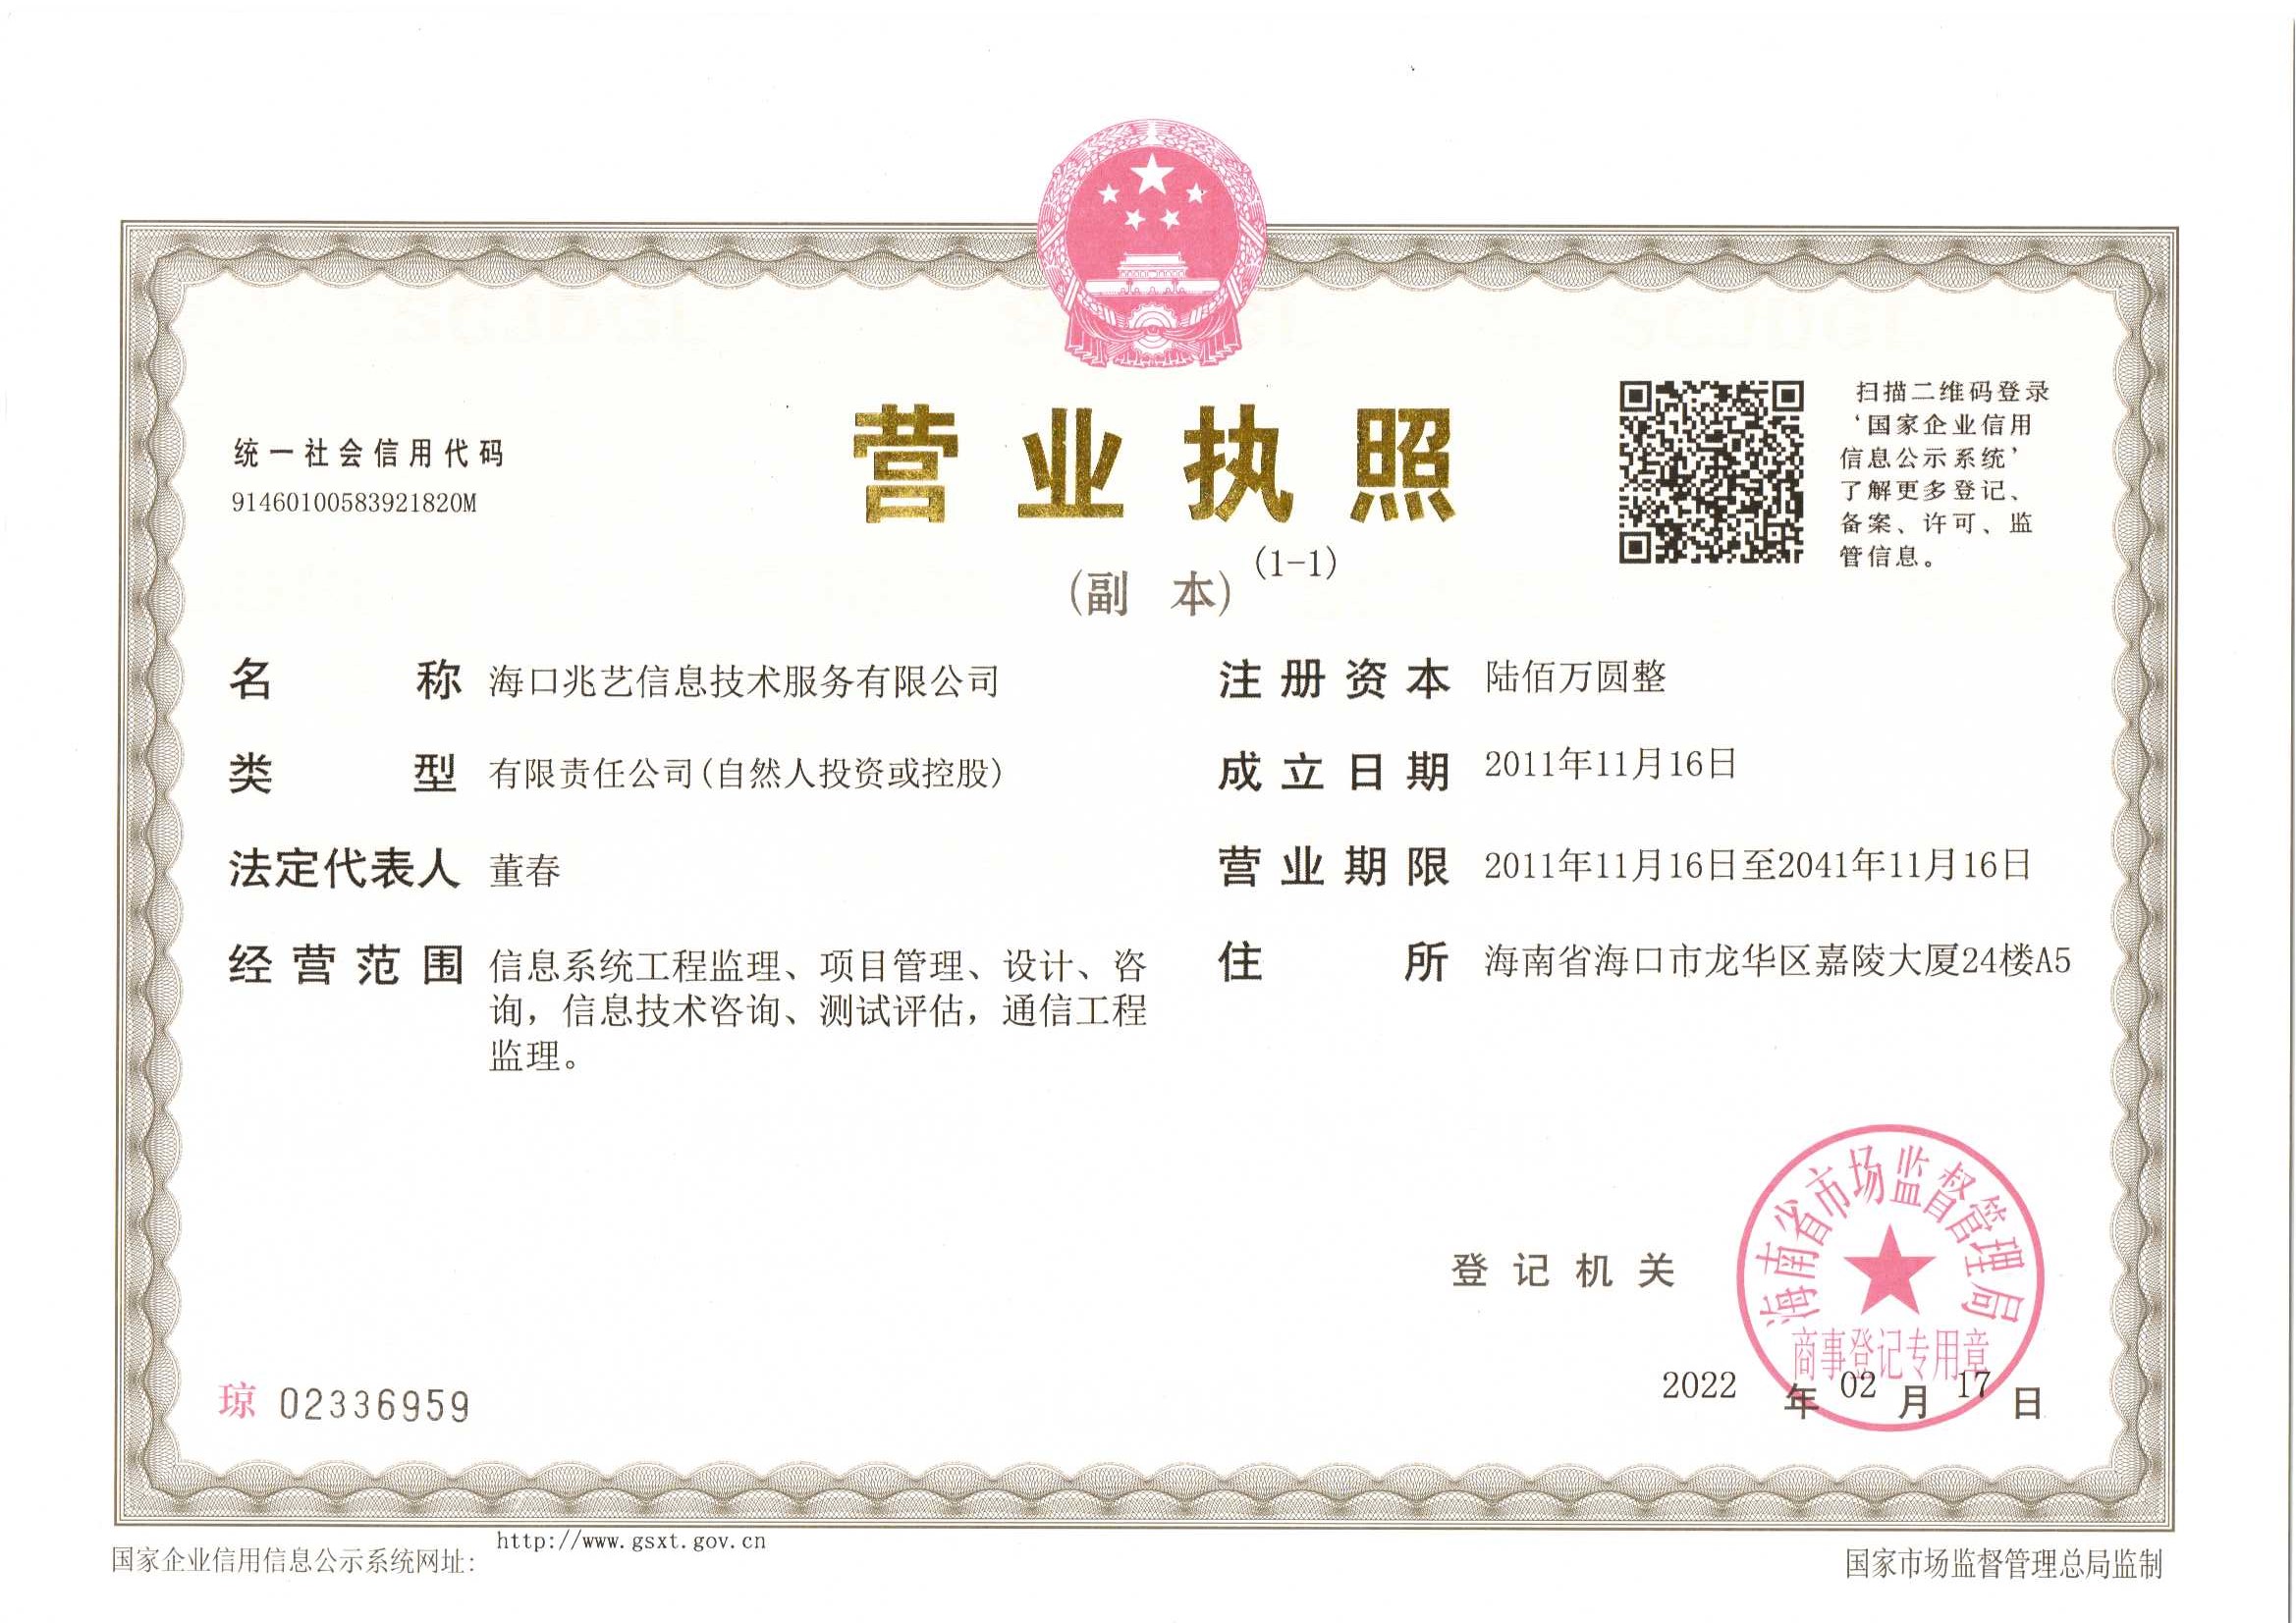 统一社会信用代码
91460100583921820M
营业执照
(副 本) (1-1)
扫描二维码登录
‘国家企业信用
信息公示系统’
了解更多登记、
备案、许可、监
管信息。
名 称 海口兆艺信息技术服务有限公司
类 型 有限责任公司(自然人投资或控股)
法定代表人 董春
经营范围 信息系统工程监理、项目管理、设计、咨
询，信息技术咨询、测试评估，通信工程
监理。
注册资本 陆佰万圆整
成立日期 2011年11月16日
营业期限 2011年11月16日至2041年11月16日
住 所 海南省海口市龙华区嘉陵大厦24楼A5
登记机关
海南省市场监督管理局
商事登记专用章
2022 年 02 月 17 日
琼 02336959
国家企业信用信息公示系统网址: http://www.gsxt.gov.cn
国家市场监督管理总局监制